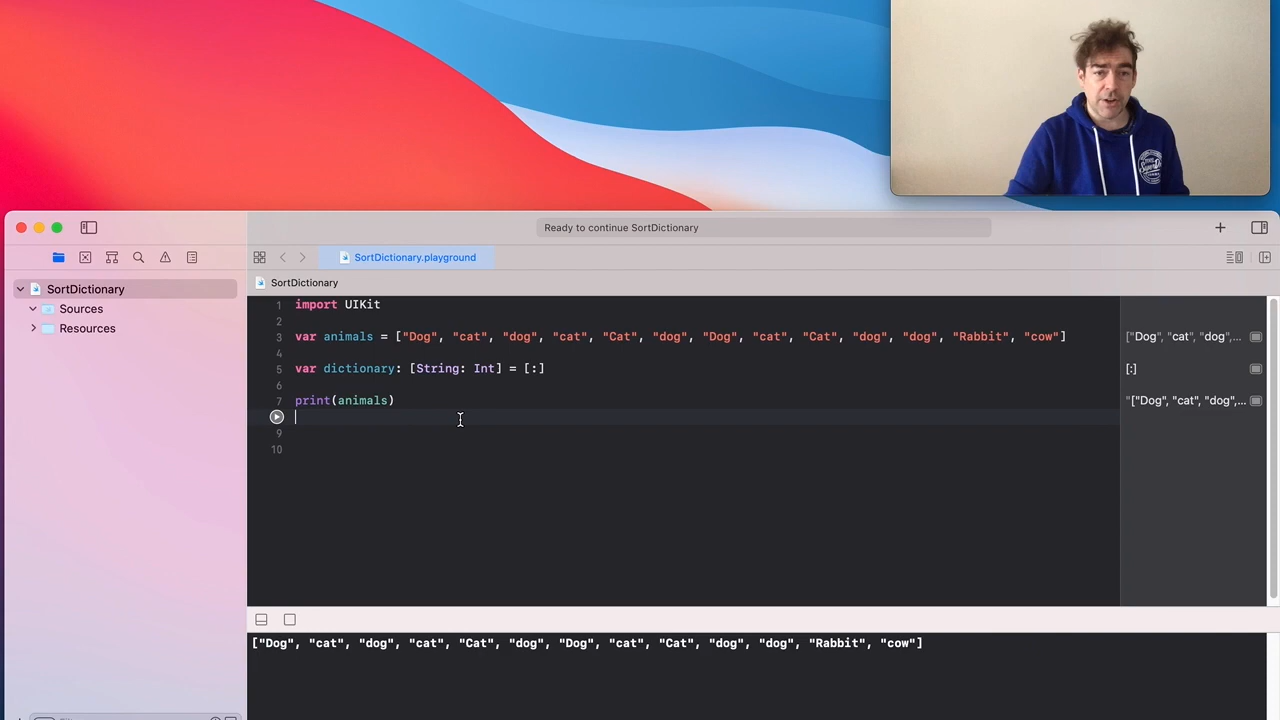 Ready to continue SortDictionary
SortDictionary.playground
SortDictionary
SortDictionary
Sources
Resources
1 import UIKit
2
3 var animals = ["Dog", "cat", "dog", "cat", "Cat", "dog", "Dog", "cat", "Cat", "dog", "dog", "Rabbit", "cow"]
["Dog", "cat", "dog",...
4
5 var dictionary: [String: Int] = [:]
[:]
6
7 print(animals)
"["Dog", "cat", "dog",...
9
10
["Dog", "cat", "dog", "cat", "Cat", "dog", "Dog", "cat", "Cat", "dog", "dog", "Rabbit", "cow"]